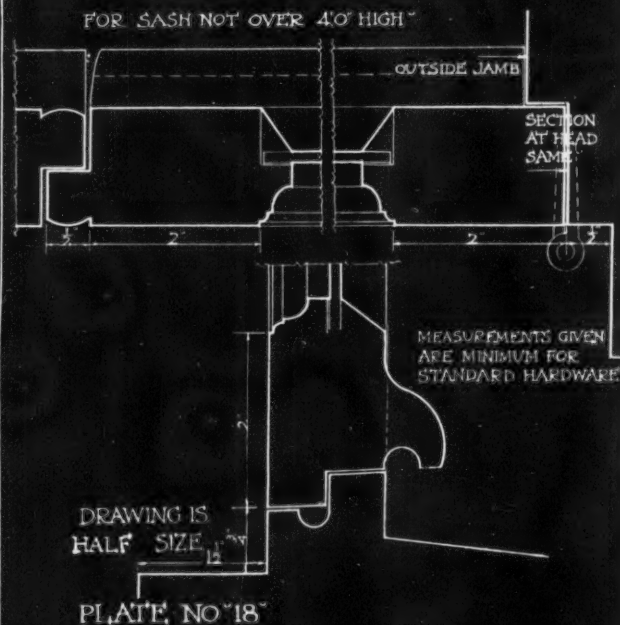 FOR SASH NOT OVER 4'0" HIGH
OUTSIDE JAMB
SECTION
AT HEAD
SAME
2"
2"
MEASUREMENTS GIVEN
ARE MINIMUM FOR
STANDARD HARDWARE
2"
DRAWING IS
HALF SIZE
PLATE NO "18"